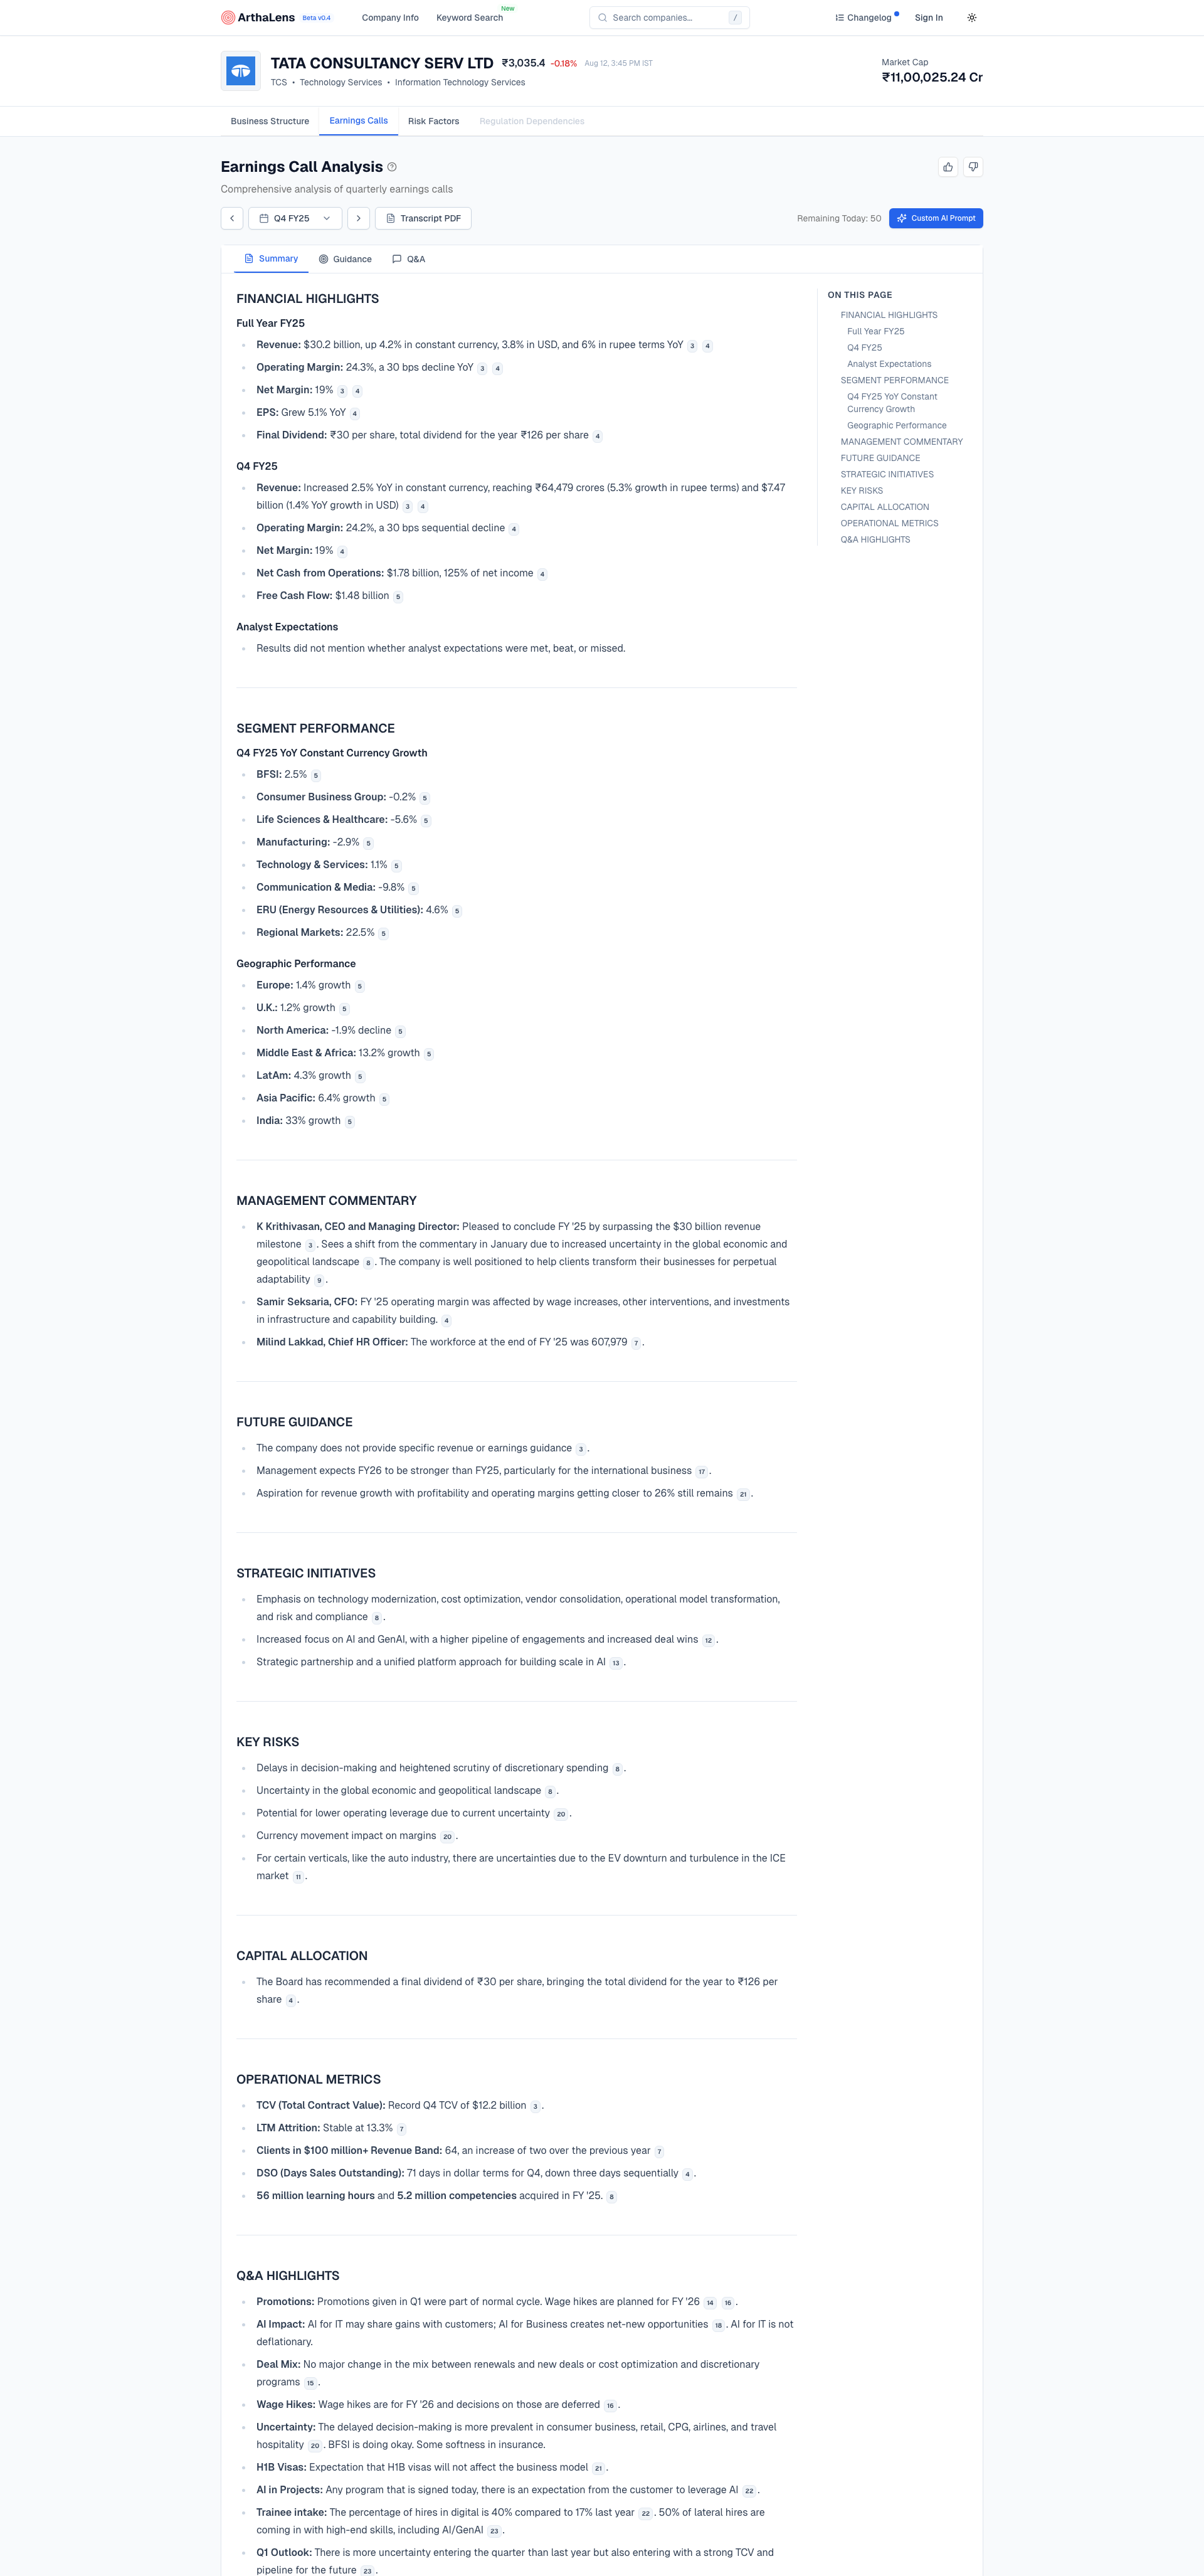 ArthaLens Beta v0.4 Company Info Keyword Search New Search companies... / Changelog Sign In
TATA CONSULTANCY SERV LTD ₹3,035.4 -0.18% Aug 12, 3:45 PM IST
TCS • Technology Services • Information Technology Services
Market Cap
₹11,00,025.24 Cr
Business Structure Earnings Calls Risk Factors Regulation Dependencies
Earnings Call Analysis
Comprehensive analysis of quarterly earnings calls
Q4 FY25 Transcript PDF Remaining Today: 50 Custom AI Prompt
Summary Guidance Q&A
FINANCIAL HIGHLIGHTS
Full Year FY25
Revenue: $30.2 billion, up 4.2% in constant currency, 3.8% in USD, and 6% in rupee terms YoY 3 4
Operating Margin: 24.3%, a 30 bps decline YoY 3 4
Net Margin: 19% 3 4
EPS: Grew 5.1% YoY 4
Final Dividend: ₹30 per share, total dividend for the year ₹126 per share 4
Q4 FY25
Revenue: Increased 2.5% YoY in constant currency, reaching ₹64,479 crores (5.3% growth in rupee terms) and $7.47
billion (1.4% YoY growth in USD) 3 4
Operating Margin: 24.2%, a 30 bps sequential decline 4
Net Margin: 19% 4
Net Cash from Operations: $1.78 billion, 125% of net income 4
Free Cash Flow: $1.48 billion 5
Analyst Expectations
Results did not mention whether analyst expectations were met, beat, or missed.
SEGMENT PERFORMANCE
Q4 FY25 YoY Constant Currency Growth
BFSI: 2.5% 5
Consumer Business Group: -0.2% 5
Life Sciences & Healthcare: -5.6% 5
Manufacturing: -2.9% 5
Technology & Services: 1.1% 5
Communication & Media: -9.8% 5
ERU (Energy Resources & Utilities): 4.6% 5
Regional Markets: 22.5% 5
Geographic Performance
Europe: 1.4% growth 5
U.K.: 1.2% growth 5
North America: -1.9% decline 5
Middle East & Africa: 13.2% growth 5
LatAm: 4.3% growth 5
Asia Pacific: 6.4% growth 5
India: 33% growth 5
MANAGEMENT COMMENTARY
K Krithivasan, CEO and Managing Director: Pleased to conclude FY '25 by surpassing the $30 billion revenue
milestone 3 . Sees a shift from the commentary in January due to increased uncertainty in the global economic and
geopolitical landscape 8 . The company is well positioned to help clients transform their businesses for perpetual
adaptability 9 .
Samir Seksaria, CFO: FY '25 operating margin was affected by wage increases, other interventions, and investments
in infrastructure and capability building. 4
Milind Lakkad, Chief HR Officer: The workforce at the end of FY '25 was 607,979 7 .
FUTURE GUIDANCE
The company does not provide specific revenue or earnings guidance 3 .
Management expects FY26 to be stronger than FY25, particularly for the international business 17 .
Aspiration for revenue growth with profitability and operating margins getting closer to 26% still remains 21 .
STRATEGIC INITIATIVES
Emphasis on technology modernization, cost optimization, vendor consolidation, operational model transformation,
and risk and compliance 8 .
Increased focus on AI and GenAI, with a higher pipeline of engagements and increased deal wins 12 .
Strategic partnership and a unified platform approach for building scale in AI 13 .
KEY RISKS
Delays in decision-making and heightened scrutiny of discretionary spending 8 .
Uncertainty in the global economic and geopolitical landscape 8 .
Potential for lower operating leverage due to current uncertainty 20 .
Currency movement impact on margins 20 .
For certain verticals, like the auto industry, there are uncertainties due to the EV downturn and turbulence in the ICE
market 11 .
CAPITAL ALLOCATION
The Board has recommended a final dividend of ₹30 per share, bringing the total dividend for the year to ₹126 per
share 4 .
OPERATIONAL METRICS
TCV (Total Contract Value): Record Q4 TCV of $12.2 billion 3 .
LTM Attrition: Stable at 13.3% 7
Clients in $100 million+ Revenue Band: 64, an increase of two over the previous year 7
DSO (Days Sales Outstanding): 71 days in dollar terms for Q4, down three days sequentially 4 .
56 million learning hours and 5.2 million competencies acquired in FY '25. 8
Q&A HIGHLIGHTS
Promotions: Promotions given in Q1 were part of normal cycle. Wage hikes are planned for FY '26 14 16 .
AI Impact: AI for IT may share gains with customers; AI for Business creates net-new opportunities 18 . AI for IT is not
deflationary.
Deal Mix: No major change in the mix between renewals and new deals or cost optimization and discretionary
programs 15 .
Wage Hikes: Wage hikes are for FY '26 and decisions on those are deferred 16 .
Uncertainty: The delayed decision-making is more prevalent in consumer business, retail, CPG, airlines, and travel
hospitality 20 . BFSI is doing okay. Some softness in insurance.
H1B Visas: Expectation that H1B visas will not affect the business model 21 .
AI in Projects: Any program that is signed today, there is an expectation from the customer to leverage AI 22 .
Trainee intake: The percentage of hires in digital is 40% compared to 17% last year 22 . 50% of lateral hires are
coming in with high-end skills, including AI/GenAI 23 .
Q1 Outlook: There is more uncertainty entering the quarter than last year but also entering with a strong TCV and
pipeline for the future 23 .
ON THIS PAGE
FINANCIAL HIGHLIGHTS
Full Year FY25
Q4 FY25
Analyst Expectations
SEGMENT PERFORMANCE
Q4 FY25 YoY Constant
Currency Growth
Geographic Performance
MANAGEMENT COMMENTARY
FUTURE GUIDANCE
STRATEGIC INITIATIVES
KEY RISKS
CAPITAL ALLOCATION
OPERATIONAL METRICS
Q&A HIGHLIGHTS